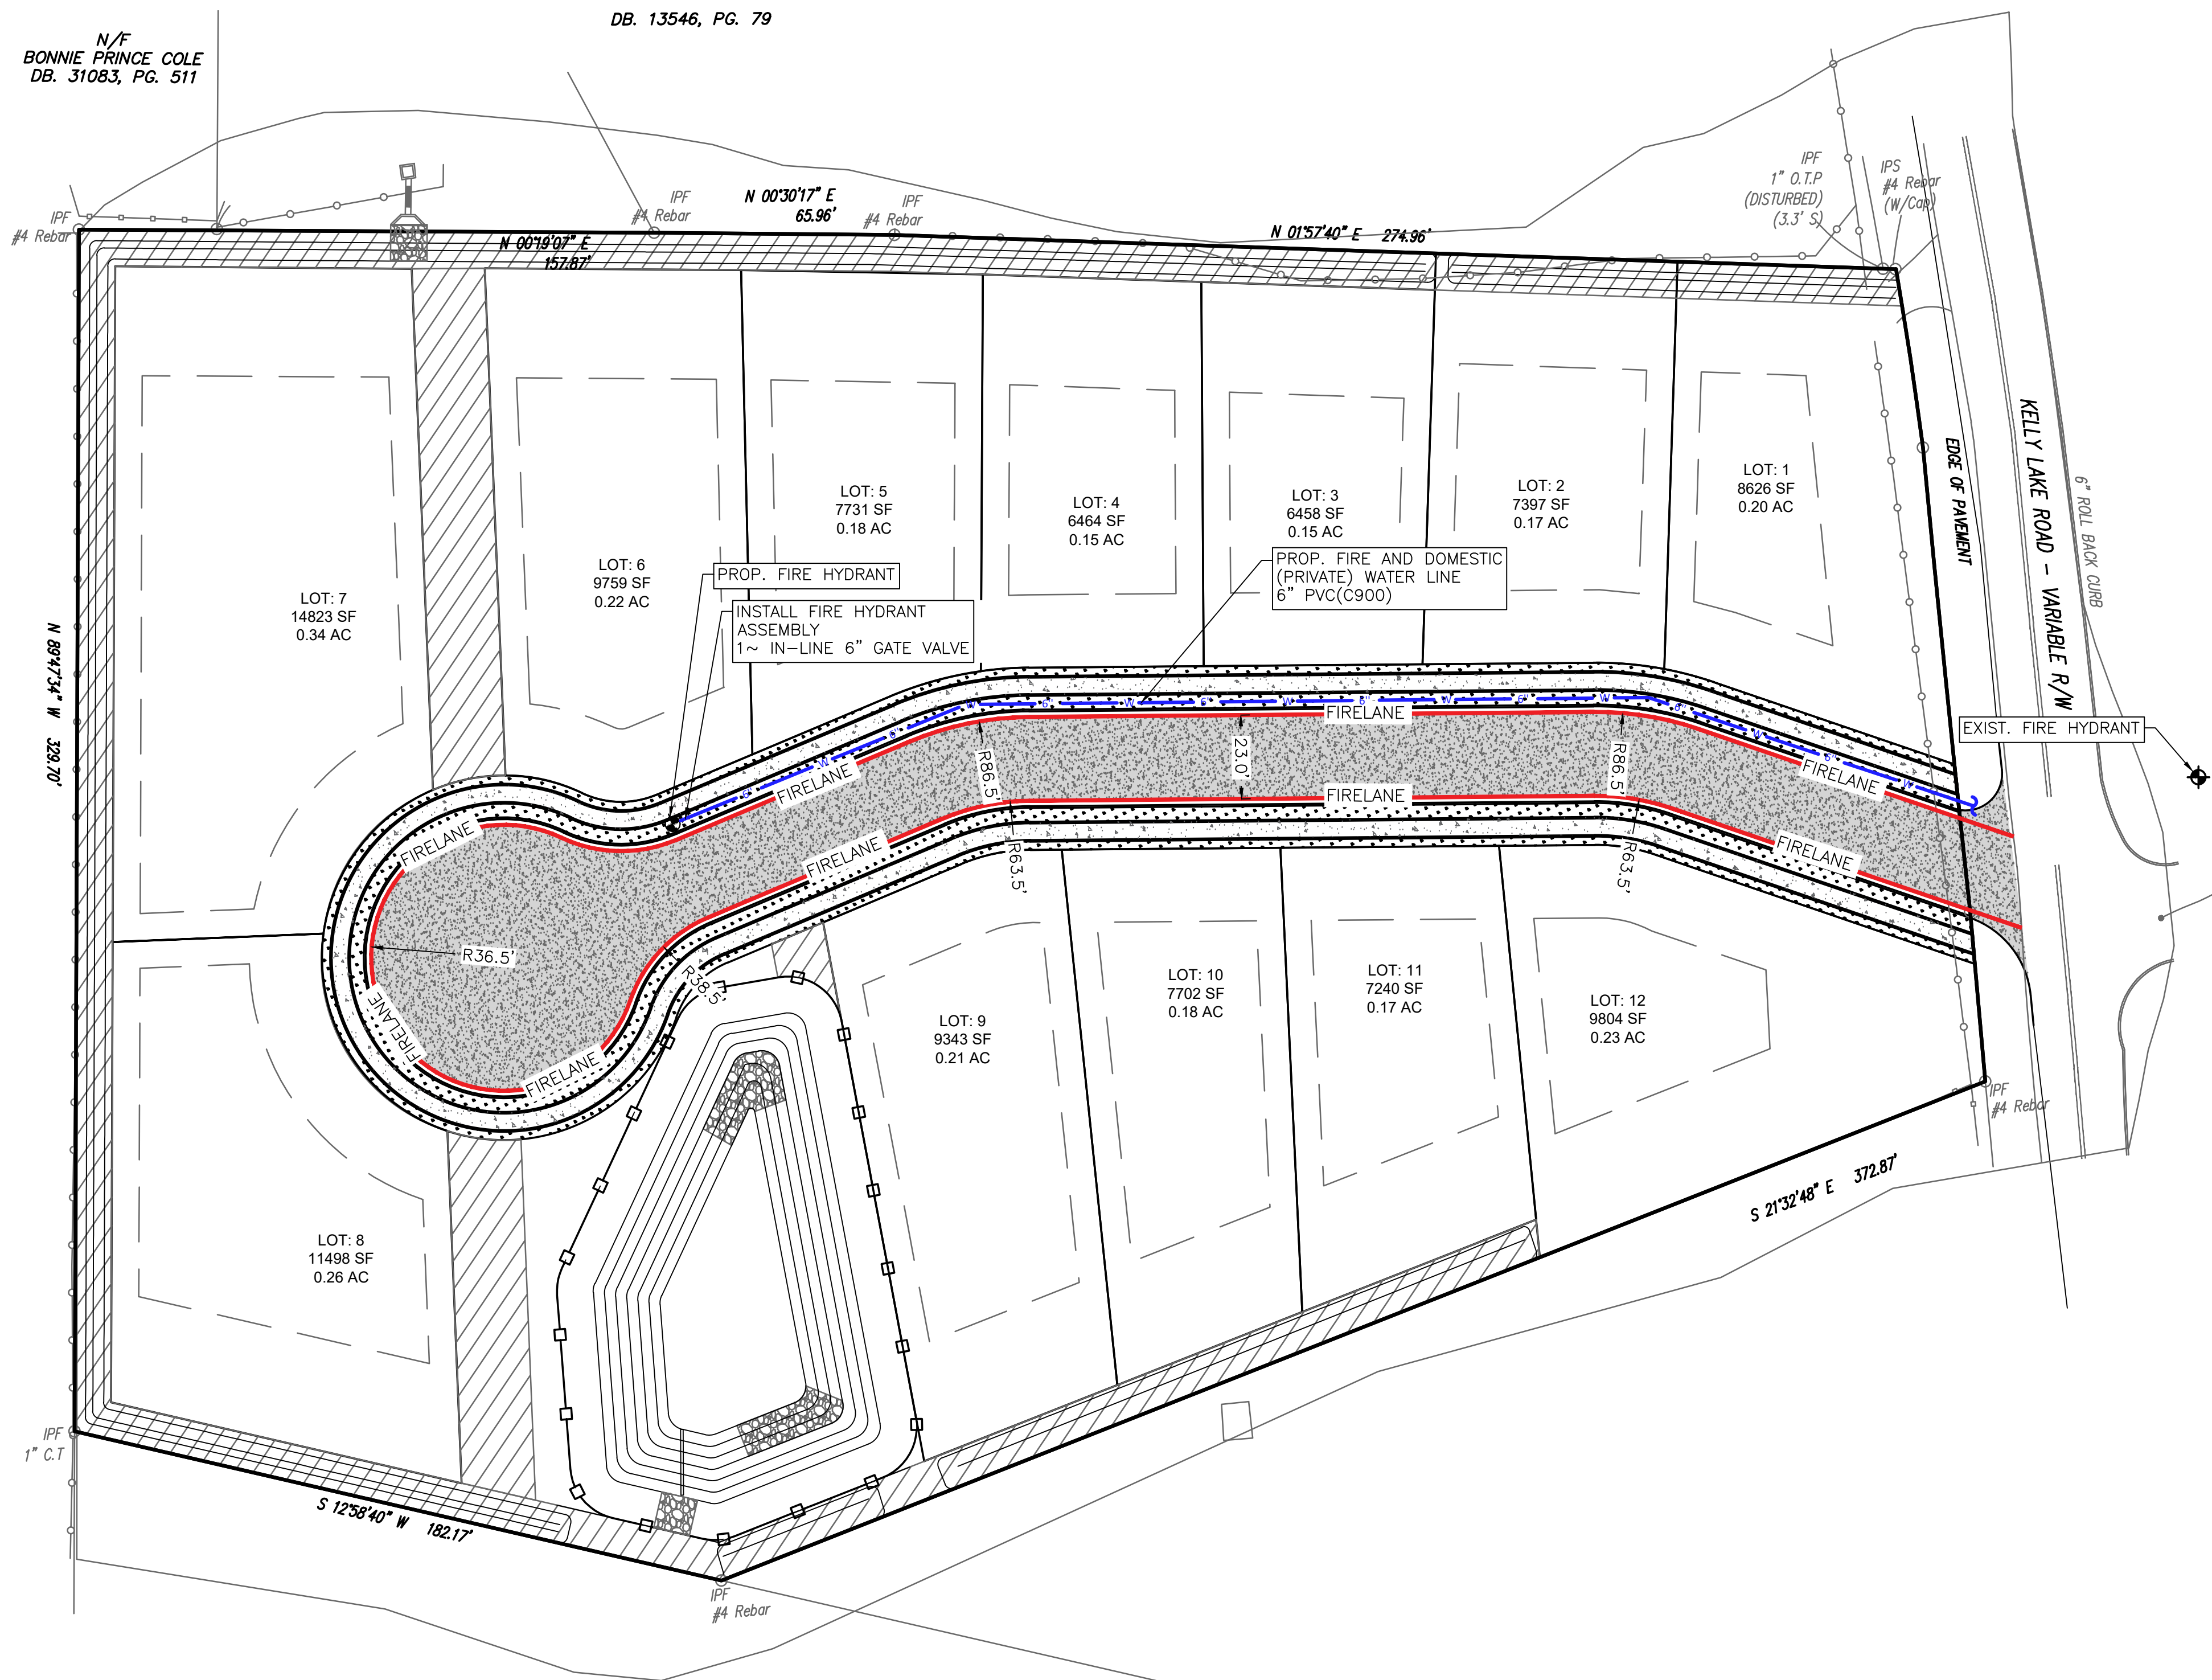 DB. 13546, PG. 79
N/F
BONNIE PRINCE COLE
DB. 31083, PG. 511
IPF
#4 Rebar
N 00°19'07" E
157.87'
IPF
#4 Rebar
N 00°30'17" E
65.96'
IPF
#4 Rebar
N 01°57'40" E 274.96'
IPF
1" O.T.P
(DISTURBED)
(3.3' S)
IPS
#4 Rebar
(W/Cap)
KELLY LAKE ROAD - VARIABLE R/W
EDGE OF PAVEMENT
6" ROLL BACK CURB
LOT: 7
14823 SF
0.34 AC
LOT: 6
9759 SF
0.22 AC
LOT: 5
7731 SF
0.18 AC
LOT: 4
6464 SF
0.15 AC
LOT: 3
6458 SF
0.15 AC
LOT: 2
7397 SF
0.17 AC
LOT: 1
8626 SF
0.20 AC
PROP. FIRE HYDRANT
INSTALL FIRE HYDRANT
ASSEMBLY
1~ IN-LINE 6" GATE VALVE
PROP. FIRE AND DOMESTIC
(PRIVATE) WATER LINE
6" PVC(C900)
EXIST. FIRE HYDRANT
N 89°47'34" W 329.70'
6"
W
6"
W
6"
W
6"
W
6"
W
6"
W
6"
W
6"
W
FIRELANE
FIRELANE
FIRELANE
FIRELANE
FIRELANE
FIRELANE
FIRELANE
FIRELANE
FIRELANE
R86.5'
23.0'
R86.5'
R63.5'
R63.5'
R36.5'
R38.5'
LOT: 8
11498 SF
0.26 AC
LOT: 9
9343 SF
0.21 AC
LOT: 10
7702 SF
0.18 AC
LOT: 11
7240 SF
0.17 AC
LOT: 12
9804 SF
0.23 AC
IPF
#4 Rebar
S 21°32'48" E 372.87'
IPF
1" C.T
S 12°58'40" W 182.17'
IPF
#4 Rebar